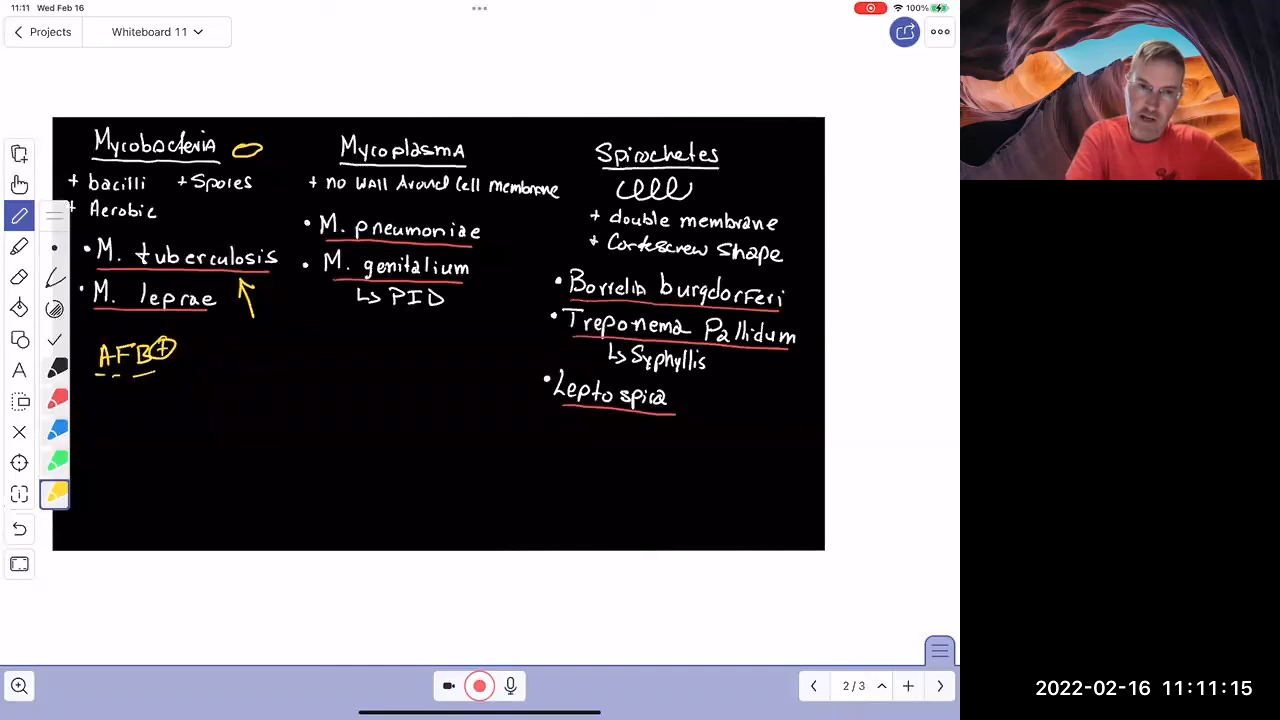 11:11 Wed Feb 16
100%
Projects
Whiteboard 11
Mycobacteria
+ bacilli + Spores
+ Aerobic
• M. tuberculosis
• M. leprae
AFB+
Mycoplasma
+ no wall Around Cell membrane
• M. pneumoniae
• M. genitalium
↳ PID
Spirochetes
+ double membrane
+ Corkscrew shape
• Borrelia burgdorferi
• Treponema Pallidum
↳ Syphyllis
• Leptospira
A
2/3
2022-02-16 11:11:15